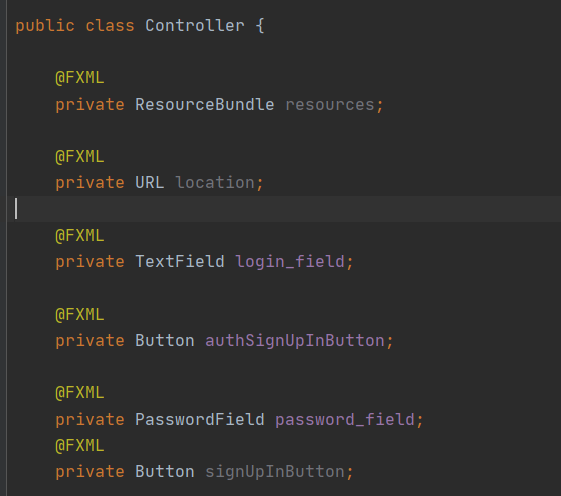 public class Controller {
@FXML
private ResourceBundle resources;
@FXML
private URL location;
@FXML
private TextField login_field;
@FXML
private Button authSignUpInButton;
@FXML
private PasswordField password_field;
@FXML
private Button signUpInButton;